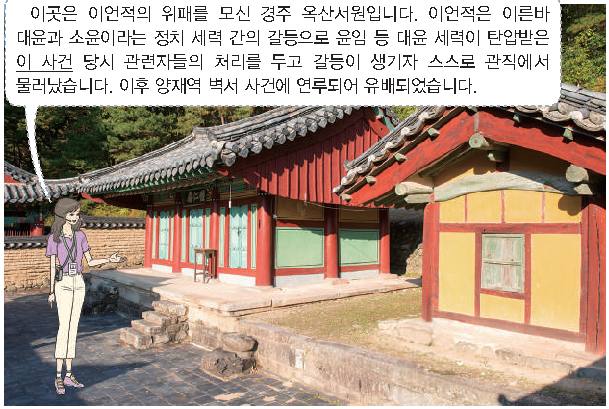 이곳은 이언적의 위패를 모신 경주 옥산서원입니다. 이언적은 이른바
대윤과 소윤이라는 정치 세력 간의 갈등으로 윤임 등 대윤 세력이 탄압받은
이 사건 당시 관련자들의 처리를 두고 갈등이 생기자 스스로 관직에서
물러났습니다. 이후 양재역 벽서 사건에 연루되어 유배되었습니다.